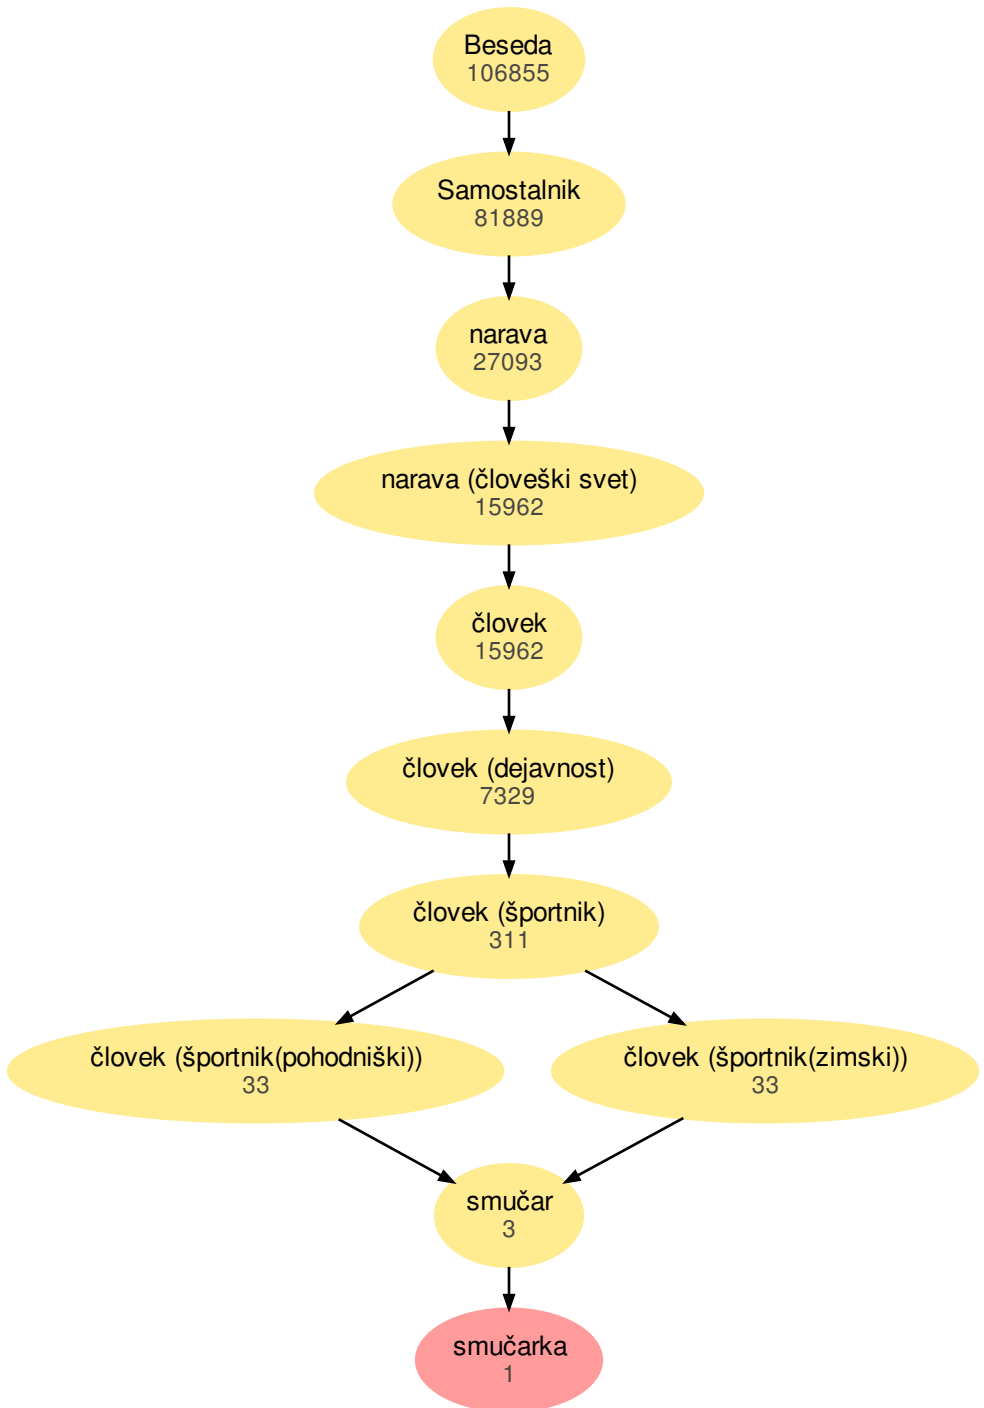 Beseda
106855
Samostalnik
81889
narava
27093
narava (človeški svet)
15962
človek
15962
človek (dejavnost)
7329
človek (športnik)
311
človek (športnik(pohodniški))
33
človek (športnik(zimski))
33
smučar
3
smučarka
1